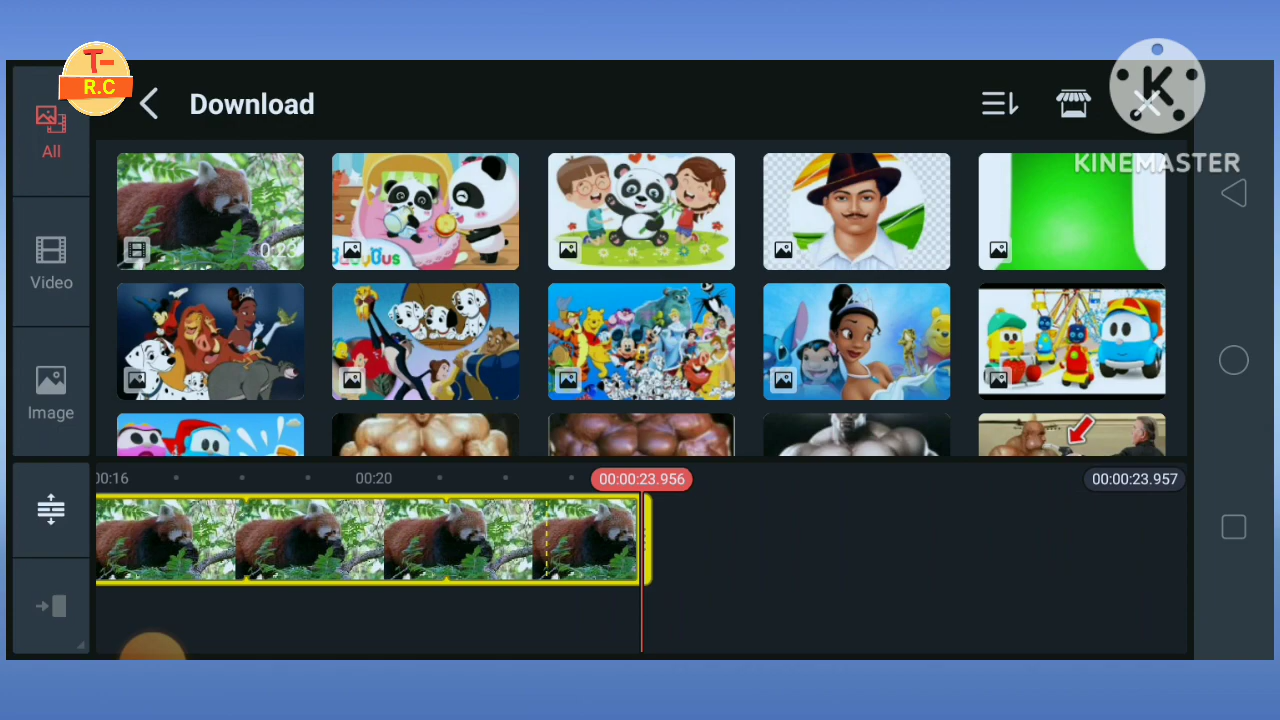 T-
R.C
Download
KINEMASTER
All
0:23
BabyBus
Video
Image
00:16
00:20
00:00:23.956
00:00:23.957